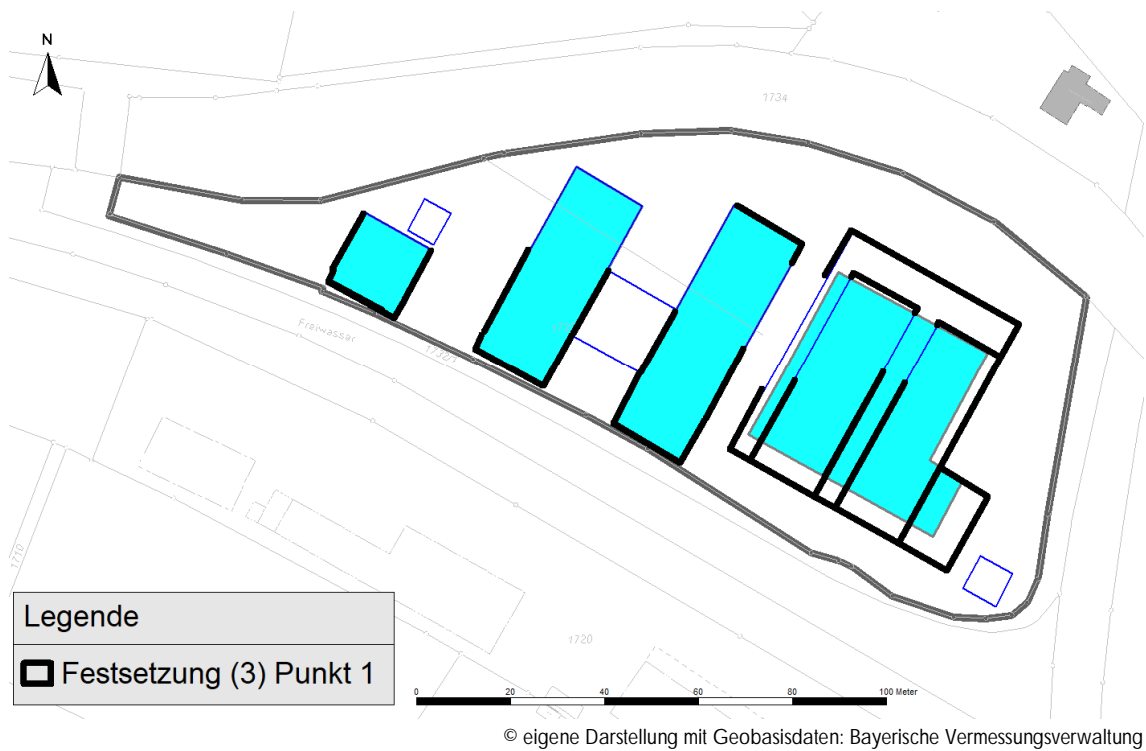 N
1734
Freiwasser
1732/1
1710
1720
Legende
Festsetzung (3) Punkt 1
0 20 40 60 80 100 Meter
© eigene Darstellung mit Geobasisdaten: Bayerische Vermessungsverwaltung